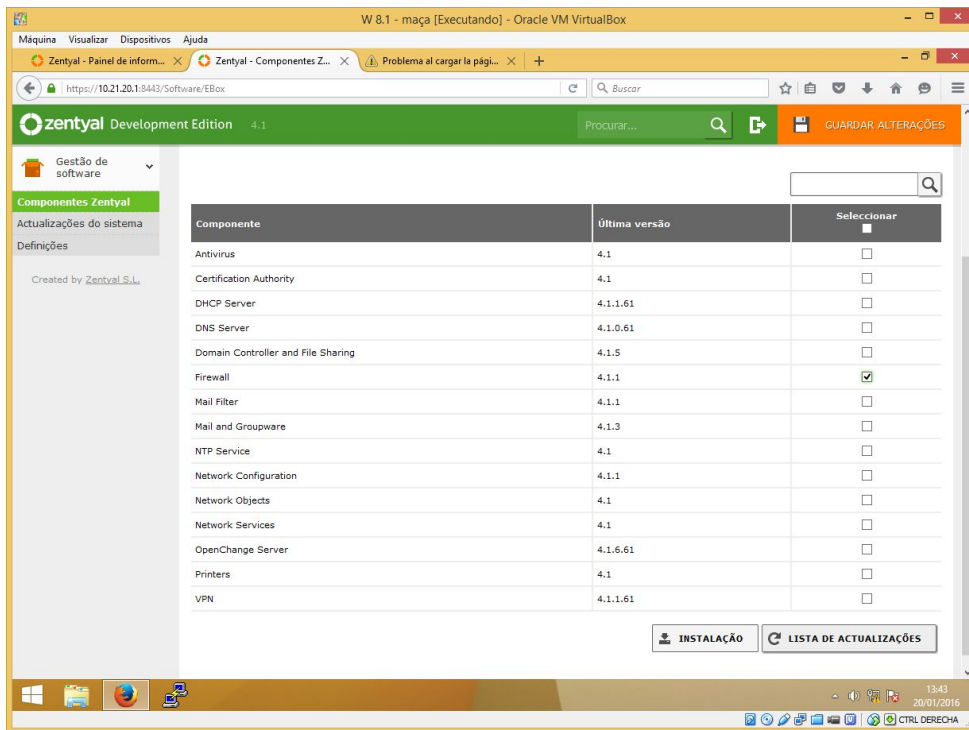 W 8.1 - maça [Executando] - Oracle VM VirtualBox
Máquina Visualizar Dispositivos Ajuda
Zentyal - Painel de inform... Zentyal - Componentes Z... Problema al cargar la pági...
https://10.21.20.1:8443/Software/EBox Buscar
zentyal Development Edition 4.1 Procurar... GUARDAR ALTERAÇÕES
Gestão de software
Componentes Zentyal
Actualizações do sistema
Definições
Created by Zentyal S.L.
Componente Última versão Seleccionar
Antivirus 4.1
Certification Authority 4.1
DHCP Server 4.1.1.61
DNS Server 4.1.0.61
Domain Controller and File Sharing 4.1.5
Firewall 4.1.1
Mail Filter 4.1.1
Mail and Groupware 4.1.3
NTP Service 4.1
Network Configuration 4.1.1
Network Objects 4.1
Network Services 4.1
OpenChange Server 4.1.6.61
Printers 4.1
VPN 4.1.1.61
INSTALAÇÃO LISTA DE ACTUALIZAÇÕES
13:43
20/01/2016
CTRL DERECHA